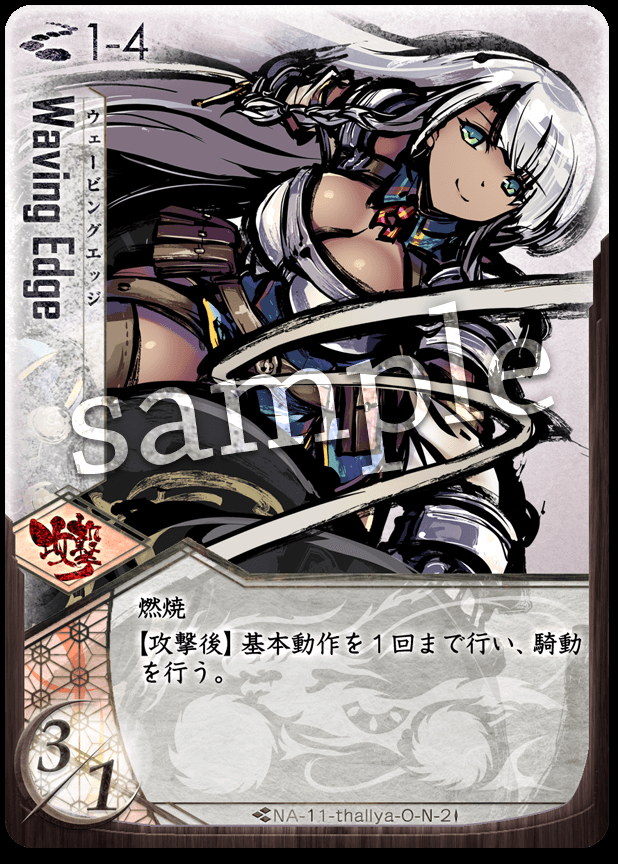 1-4
Waving Edge
ウェービングエッジ
sample
攻撃
燃焼
【攻撃後】基本動作を1回まで行い、騎動
を行う。
3/1
NA-11-thallya-O-N-2